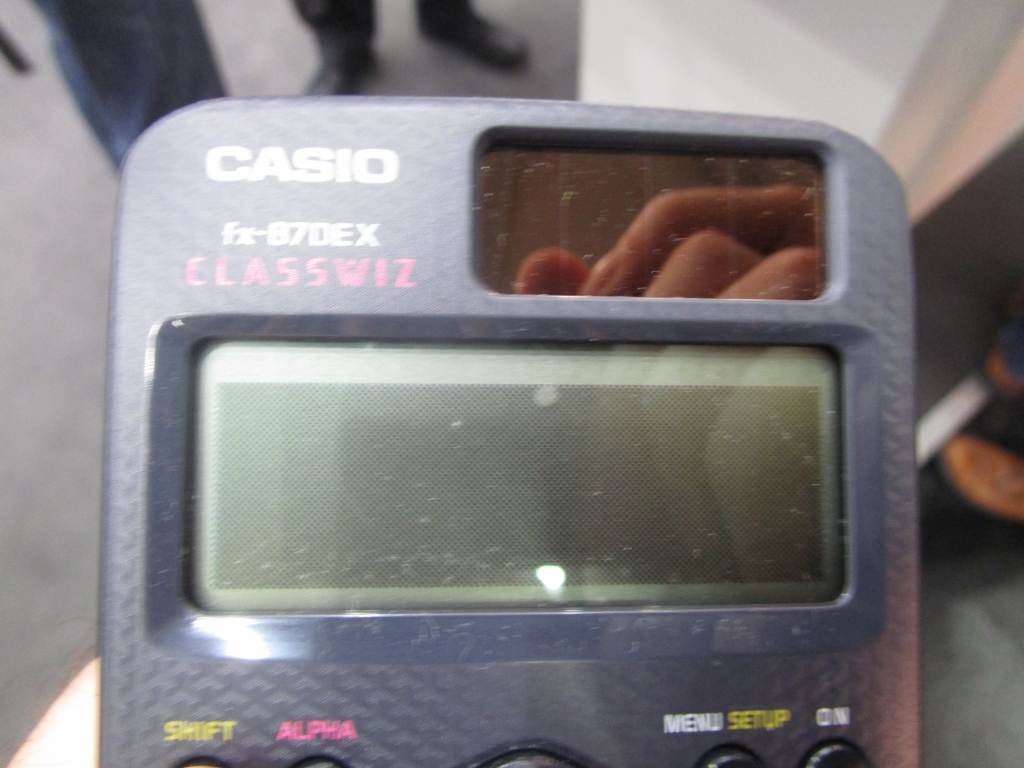 CASIO
fx-87DEX
CLASSWIZ
SHIFT ALPHA MENU SETUP ON